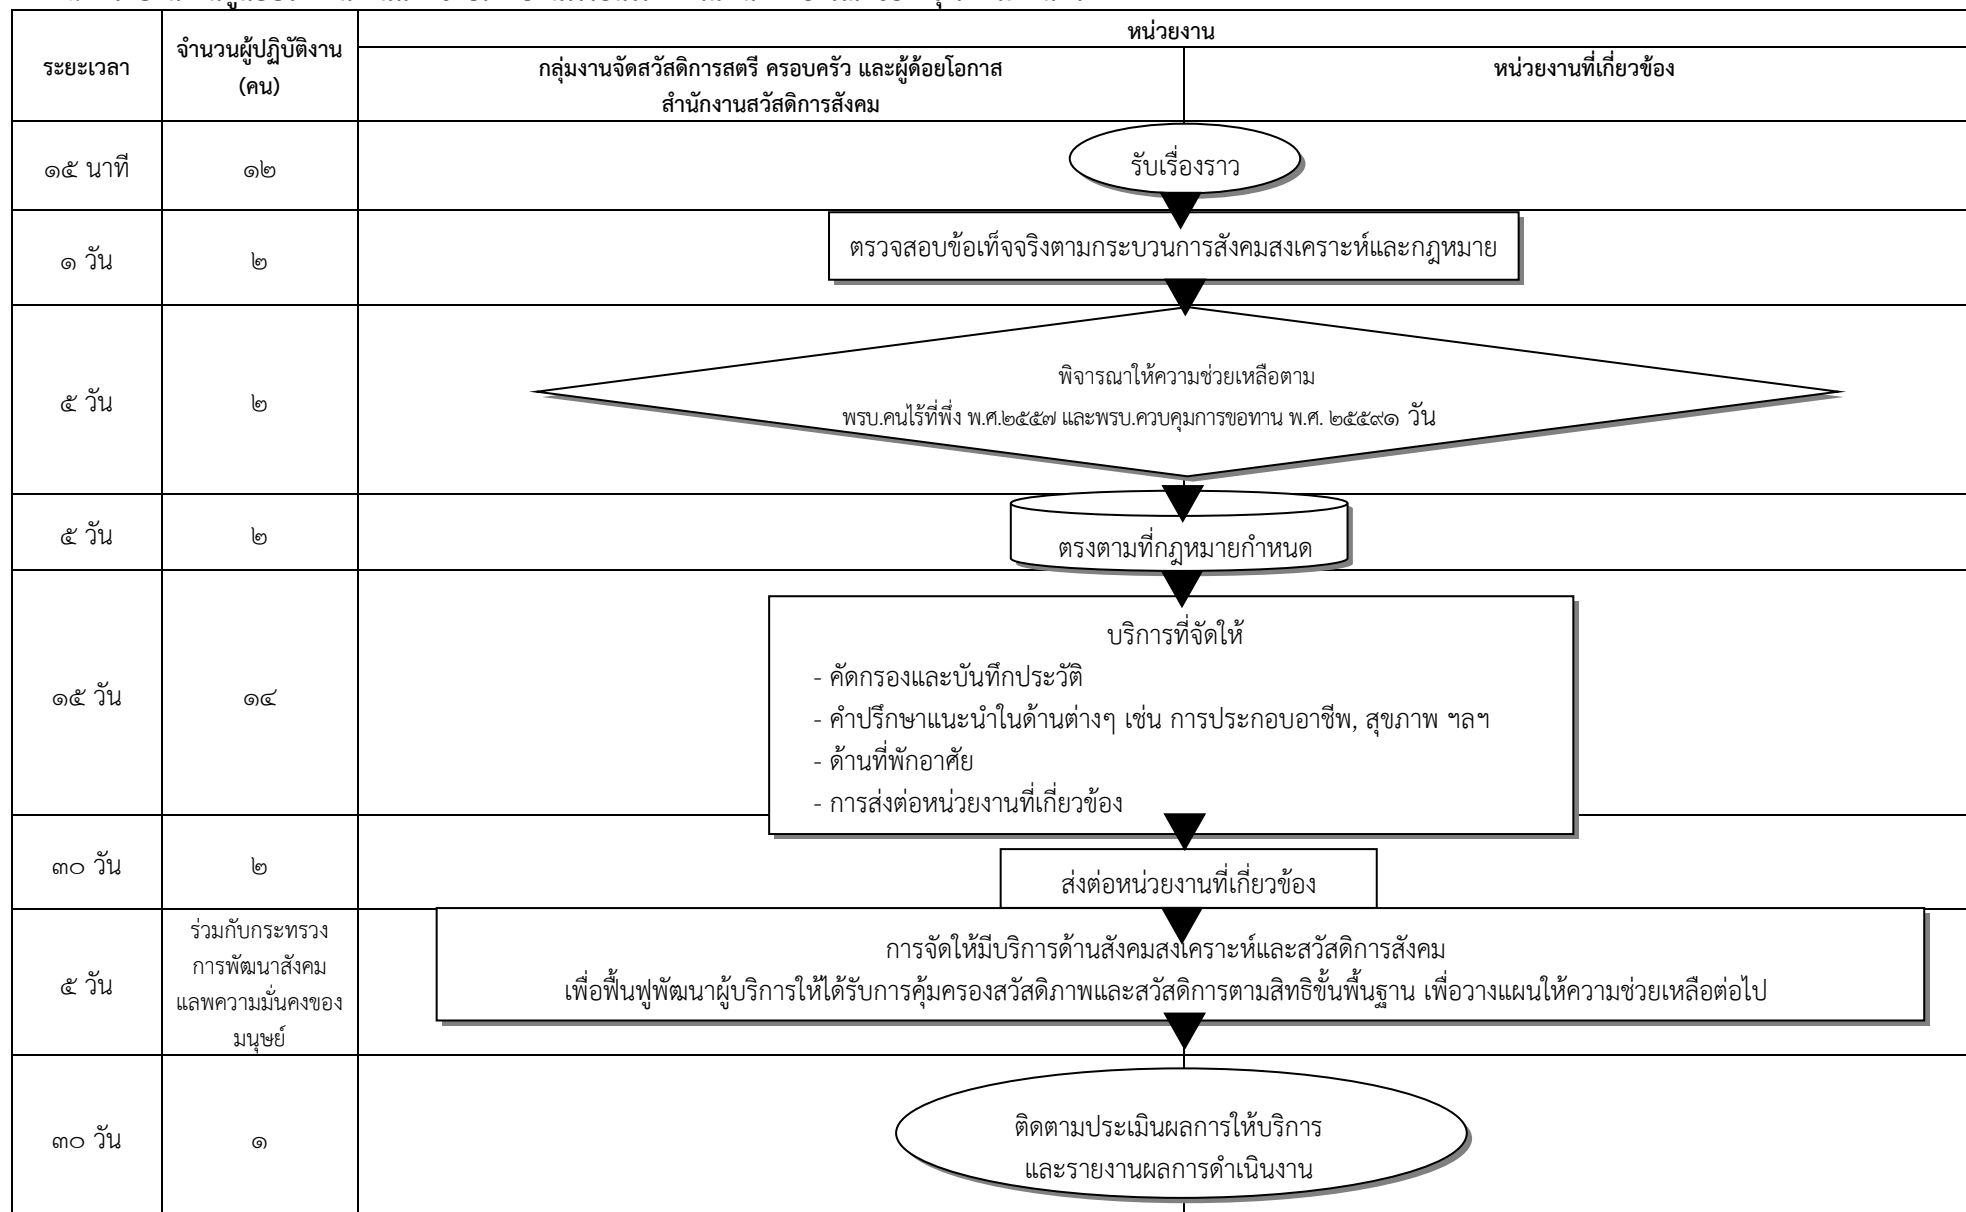 หน่วยงาน
ระยะเวลา
จำนวนผู้ปฏิบัติงาน
(คน)
กลุ่มงานจัดสวัสดิการสตรี ครอบครัว และผู้ด้อยโอกาส
สำนักงานสวัสดิการสังคม
หน่วยงานที่เกี่ยวข้อง
๑๕ นาที
๑๒
รับเรื่องราว
๑ วัน
๒
ตรวจสอบข้อเท็จจริงตามกระบวนการสังคมสงเคราะห์และกฎหมาย
๕ วัน
๒
พิจารณาให้ความช่วยเหลือตาม
พรบ.คนไร้ที่พึ่ง พ.ศ.๒๕๕๗ และพรบ.ควบคุมการขอทาน พ.ศ. ๒๕๕๙๑ วัน
๕ วัน
๒
ตรงตามที่กฎหมายกำหนด
๑๕ วัน
๑๔
บริการที่จัดให้
- คัดกรองและบันทึกประวัติ
- คำปรึกษาแนะนำในด้านต่างๆ เช่น การประกอบอาชีพ, สุขภาพ ฯลฯ
- ด้านที่พักอาศัย
- การส่งต่อหน่วยงานที่เกี่ยวข้อง
๓๐ วัน
๒
ส่งต่อหน่วยงานที่เกี่ยวข้อง
๕ วัน
ร่วมกับกระทรวง
การพัฒนาสังคม
แลพความมั่นคงของ
มนุษย์
การจัดให้มีบริการด้านสังคมสงเคราะห์และสวัสดิการสังคม
เพื่อฟื้นฟูพัฒนาผู้บริการให้ได้รับการคุ้มครองสวัสดิภาพและสวัสดิการตามสิทธิขั้นพื้นฐาน เพื่อวางแผนให้ความช่วยเหลือต่อไป
๓๐ วัน
๑
ติดตามประเมินผลการให้บริการ
และรายงานผลการดำเนินงาน